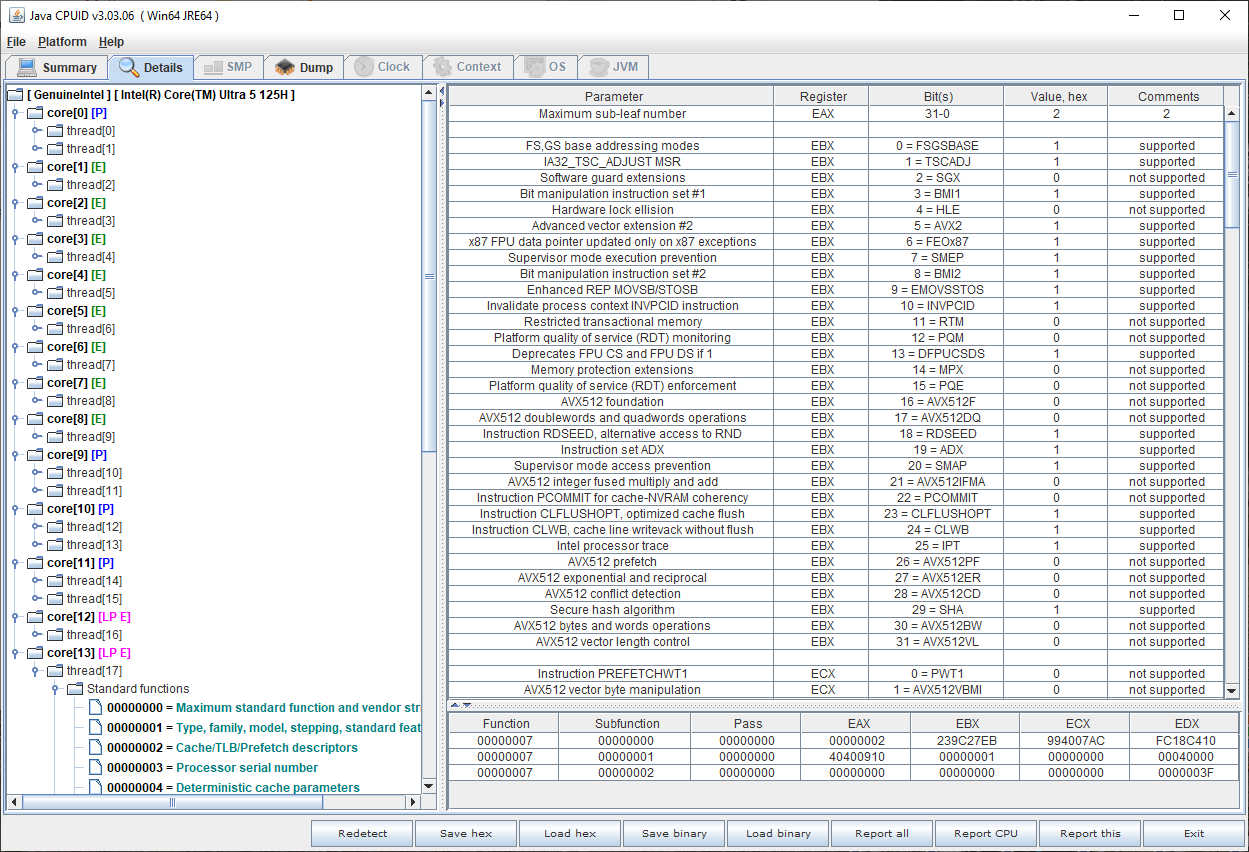 Java CPUID v3.03.06 ( Win64 JRE64 )
File Platform Help
Summary Details SMP Dump Clock Context OS JVM
[ GenuineIntel ] [ Intel(R) Core(TM) Ultra 5 125H ]
core[0] [P]
thread[0]
thread[1]
core[1] [E]
thread[2]
core[2] [E]
thread[3]
core[3] [E]
thread[4]
core[4] [E]
thread[5]
core[5] [E]
thread[6]
core[6] [E]
thread[7]
core[7] [E]
thread[8]
core[8] [E]
thread[9]
core[9] [P]
thread[10]
thread[11]
core[10] [P]
thread[12]
thread[13]
core[11] [P]
thread[14]
thread[15]
core[12] [LP E]
thread[16]
core[13] [LP E]
thread[17]
Standard functions
00000000 = Maximum standard function and vendor stri
00000001 = Type, family, model, stepping, standard feat
00000002 = Cache/TLB/Prefetch descriptors
00000003 = Processor serial number
00000004 = Deterministic cache parameters
Parameter Register Bit(s) Value, hex Comments
Maximum sub-leaf number EAX 31-0 2 2
FS,GS base addressing modes EBX 0 = FSGSBASE 1 supported
IA32_TSC_ADJUST MSR EBX 1 = TSCADJ 1 supported
Software guard extensions EBX 2 = SGX 0 not supported
Bit manipulation instruction set #1 EBX 3 = BMI1 1 supported
Hardware lock ellision EBX 4 = HLE 0 not supported
Advanced vector extension #2 EBX 5 = AVX2 1 supported
x87 FPU data pointer updated only on x87 exceptions EBX 6 = FEOx87 1 supported
Supervisor mode execution prevention EBX 7 = SMEP 1 supported
Bit manipulation instruction set #2 EBX 8 = BMI2 1 supported
Enhanced REP MOVSB/STOSB EBX 9 = EMOVSSTOS 1 supported
Invalidate process context INVPCID instruction EBX 10 = INVPCID 1 supported
Restricted transactional memory EBX 11 = RTM 0 not supported
Platform quality of service (RDT) monitoring EBX 12 = PQM 0 not supported
Deprecates FPU CS and FPU DS if 1 EBX 13 = DFPUCSDS 1 supported
Memory protection extensions EBX 14 = MPX 0 not supported
Platform quality of service (RDT) enforcement EBX 15 = PQE 0 not supported
AVX512 foundation EBX 16 = AVX512F 0 not supported
AVX512 doublewords and quadwords operations EBX 17 = AVX512DQ 0 not supported
Instruction RDSEED, alternative access to RND EBX 18 = RDSEED 1 supported
Instruction set ADX EBX 19 = ADX 1 supported
Supervisor mode access prevention EBX 20 = SMAP 1 supported
AVX512 integer fused multiply and add EBX 21 = AVX512IFMA 0 not supported
Instruction PCOMMIT for cache-NVRAM coherency EBX 22 = PCOMMIT 0 not supported
Instruction CLFLUSHOPT, optimized cache flush EBX 23 = CLFLUSHOPT 1 supported
Instruction CLWB, cache line writevack without flush EBX 24 = CLWB 1 supported
Intel processor trace EBX 25 = IPT 1 supported
AVX512 prefetch EBX 26 = AVX512PF 0 not supported
AVX512 exponential and reciprocal EBX 27 = AVX512ER 0 not supported
AVX512 conflict detection EBX 28 = AVX512CD 0 not supported
Secure hash algorithm EBX 29 = SHA 1 supported
AVX512 bytes and words operations EBX 30 = AVX512BW 0 not supported
AVX512 vector length control EBX 31 = AVX512VL 0 not supported
Instruction PREFETCHWT1 ECX 0 = PWT1 0 not supported
AVX512 vector byte manipulation ECX 1 = AVX512VBMI 0 not supported
Function Subfunction Pass EAX EBX ECX EDX
00000007 00000000 00000000 00000002 239C27EB 994007AC FC18C410
00000007 00000001 00000000 40400910 00000001 00000000 00040000
00000007 00000002 00000000 00000000 00000000 00000000 0000003F
Redetect Save hex Load hex Save binary Load binary Report all Report CPU Report this Exit